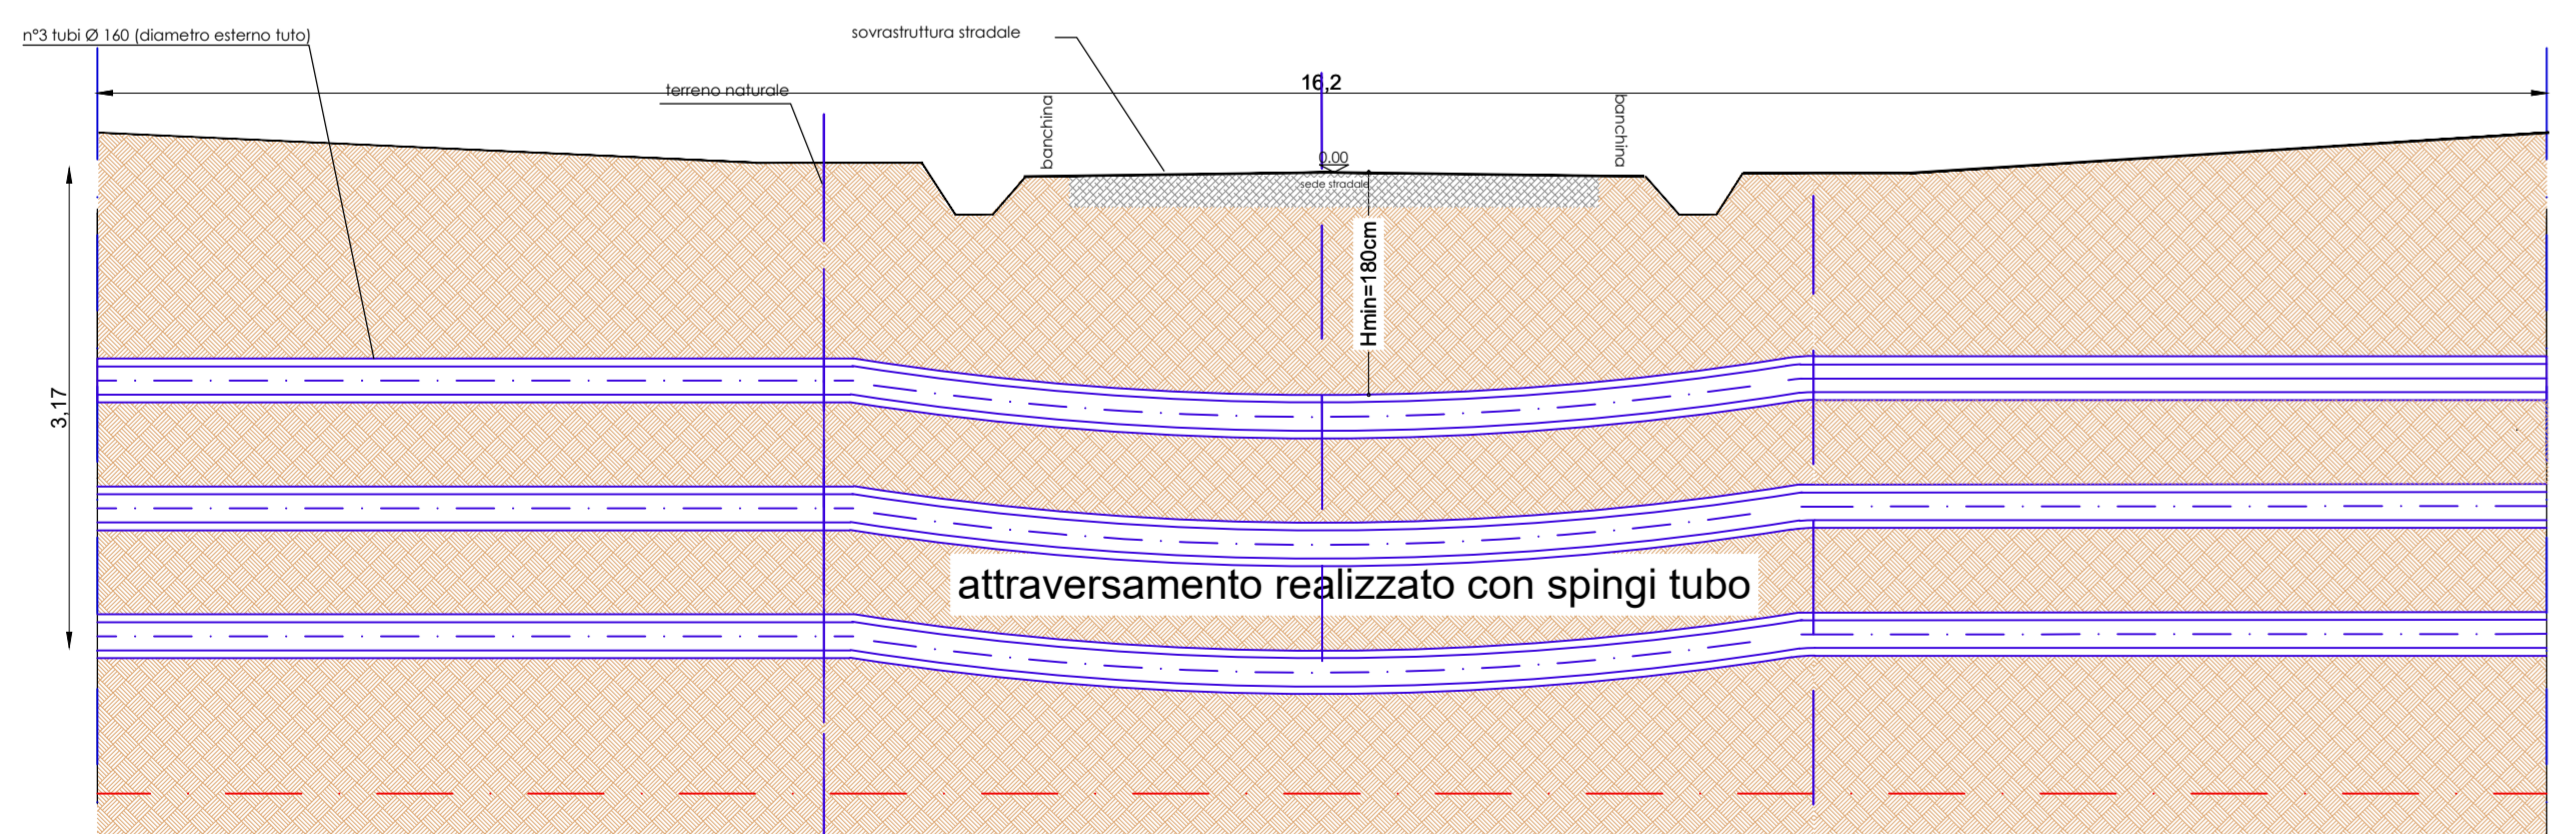 n°3 tubi Ø 160 (diametro esterno tuto)
sovrastruttura stradale
16,2
terreno naturale
banchina
banchina
0.00
sede stradale
Hmin=180cm
3,17
attraversamento realizzato con spingi tubo